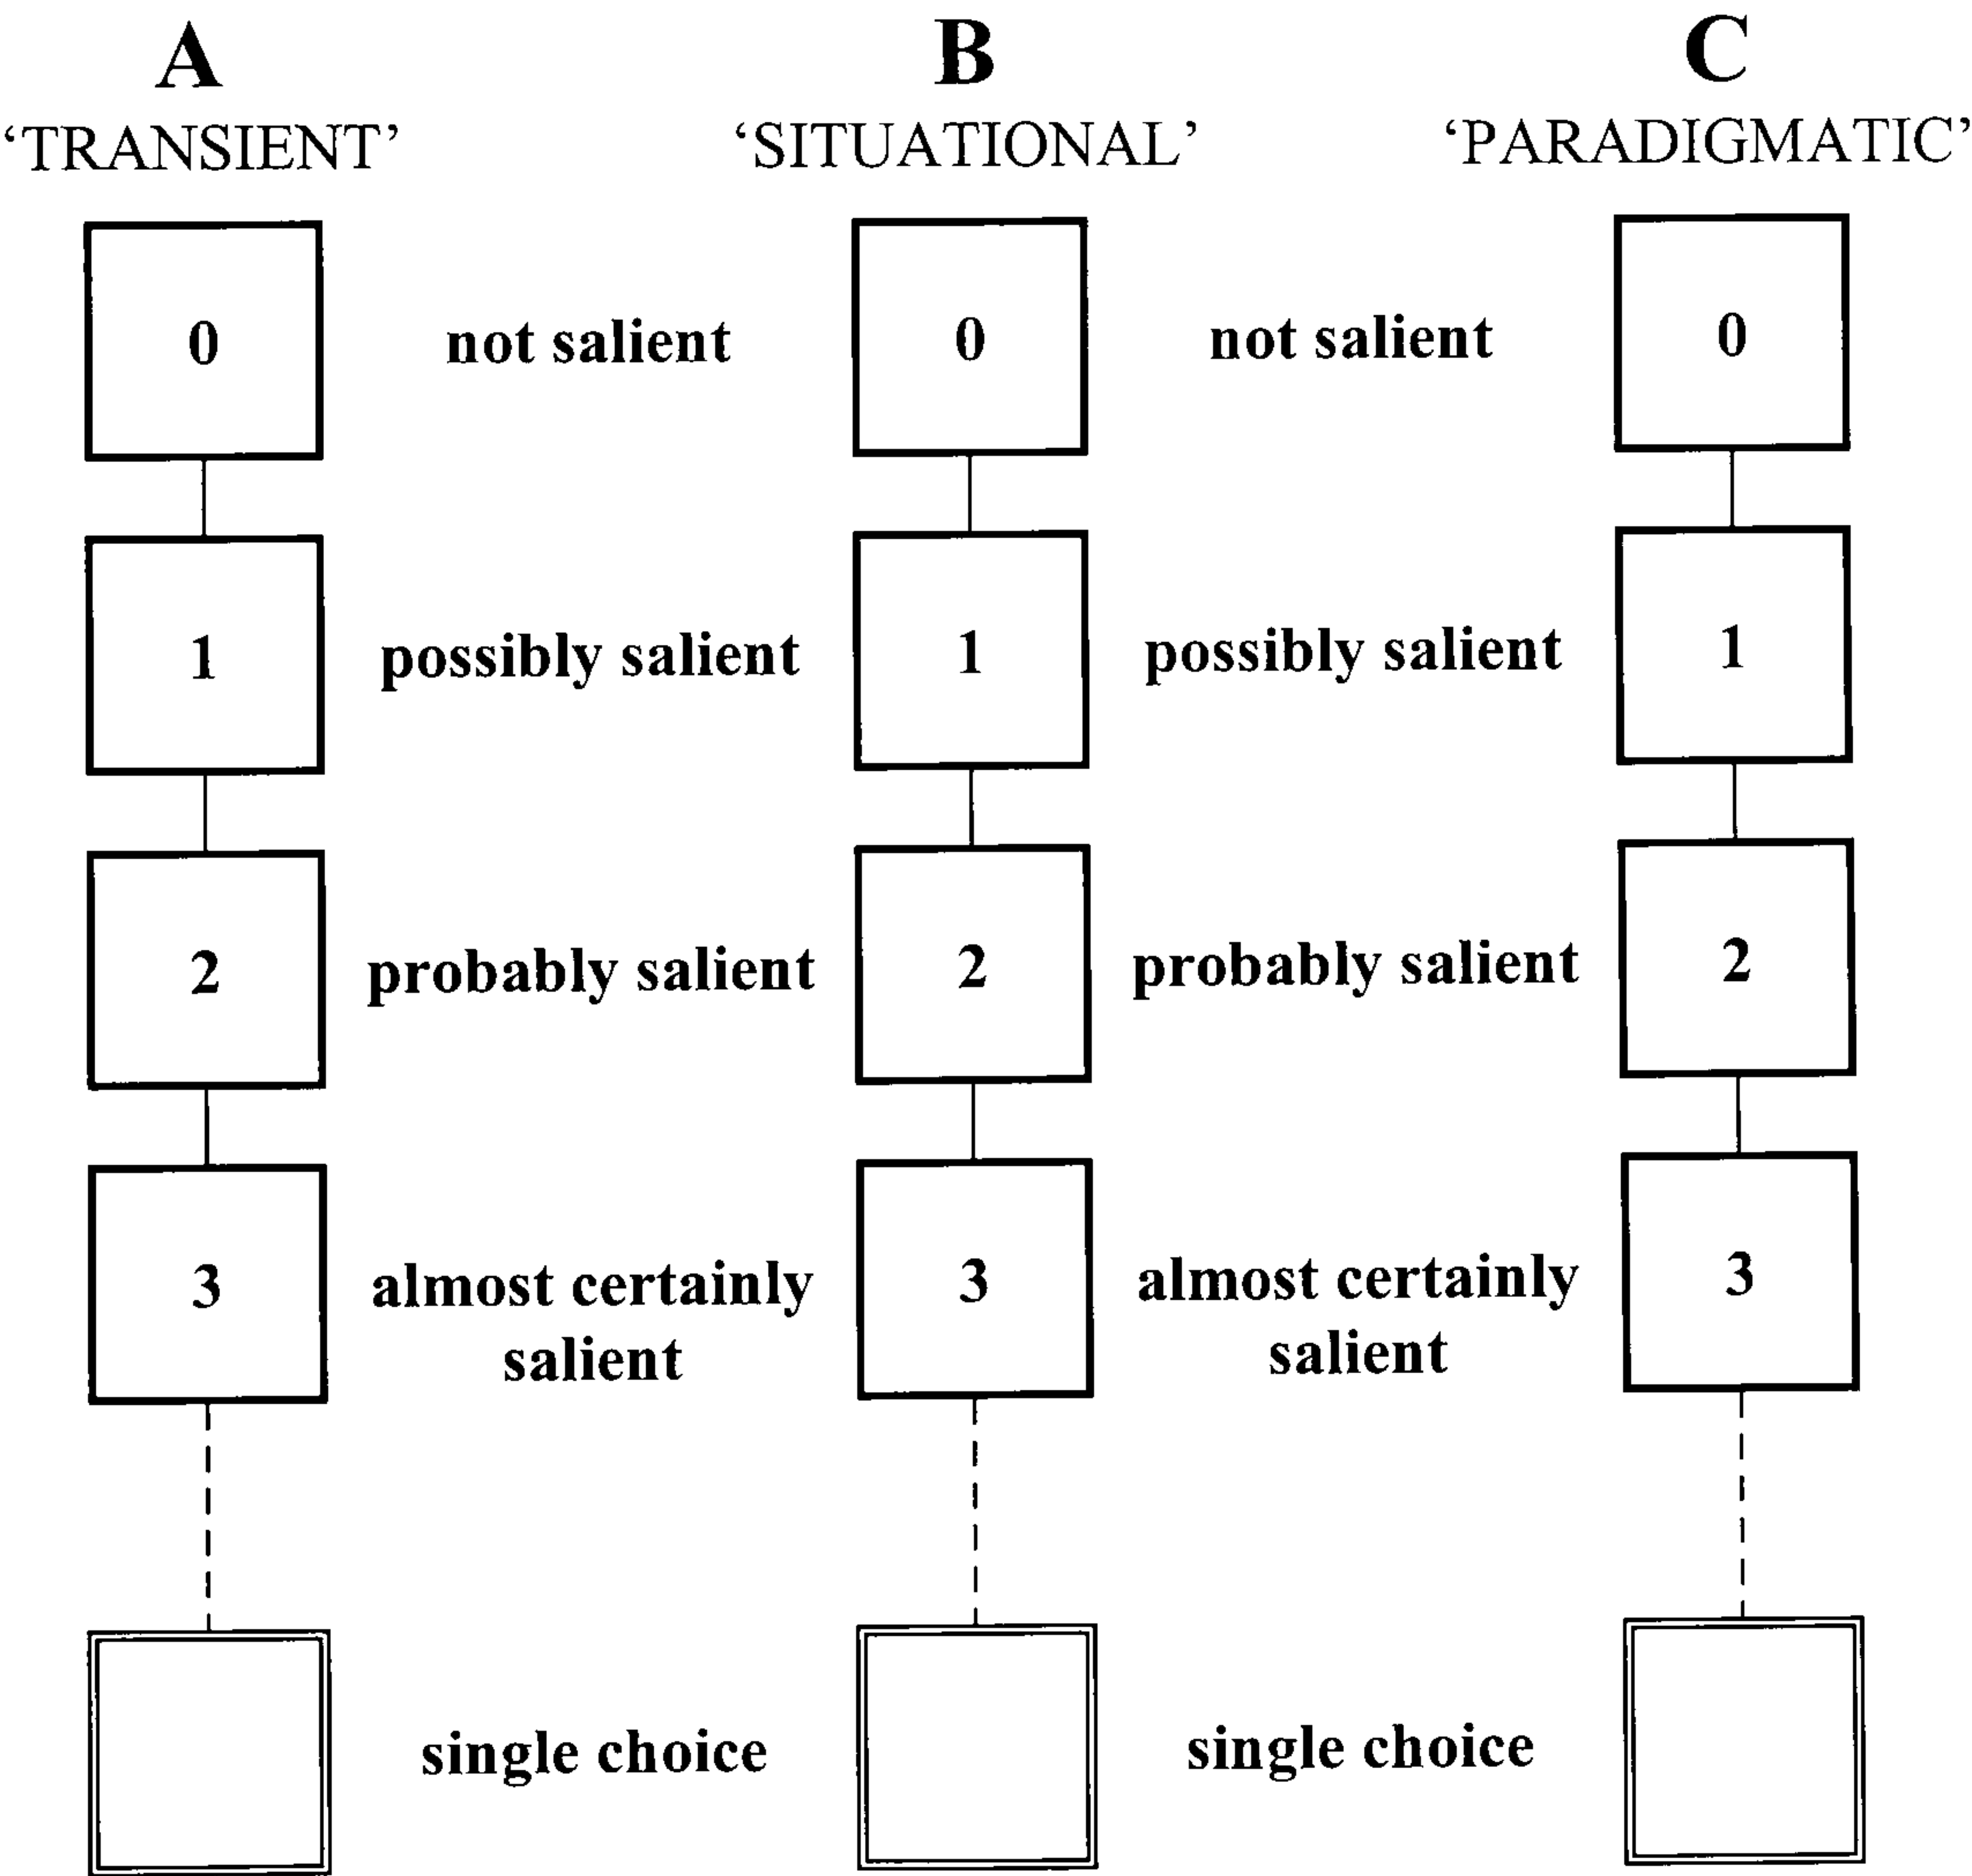 A B C
‘TRANSIENT’ ‘SITUATIONAL’ ‘PARADIGMATIC’
0 not salient 0 not salient 0
1 possibly salient 1 possibly salient 1
2 probably salient 2 probably salient 2
3 almost certainly 3 almost certainly 3
salient salient
single choice single choice